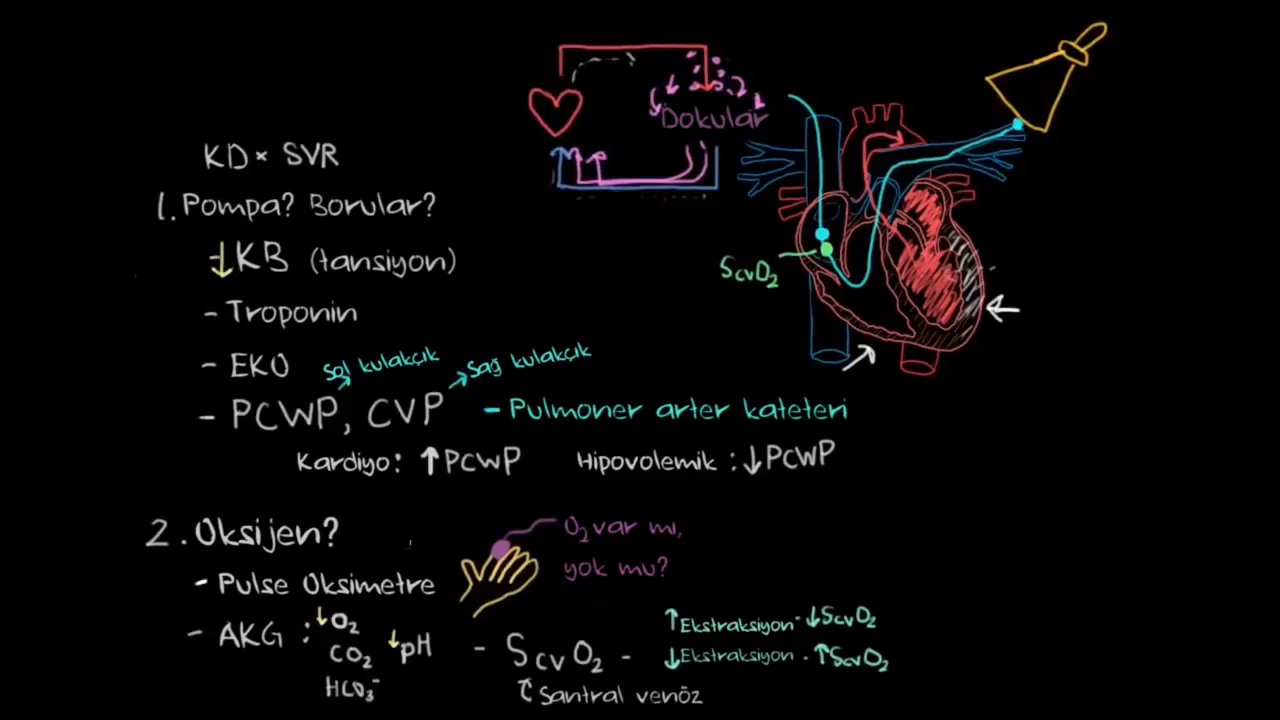 Dokular
KD × SVR
1. Pompa? Borular?
↓KB (tansiyon)
ScvO₂
- Troponin
- EKO
Sol kulakçık
Sağ kulakçık
- PCWP, CVP
- Pulmoner arter kateteri
Kardiyo: ↑PCWP
Hipovolemik: ↓PCWP
2. Oksijen?
O₂ var mı,
yok mu?
- Pulse Oksimetre
- AKG : ↓O₂
CO₂
HCO₃⁻
↓pH
- ScvO₂ -
↑Ekstraksiyon - ↓ScvO₂
↓Ekstraksiyon - ↑ScvO₂
Santral venöz